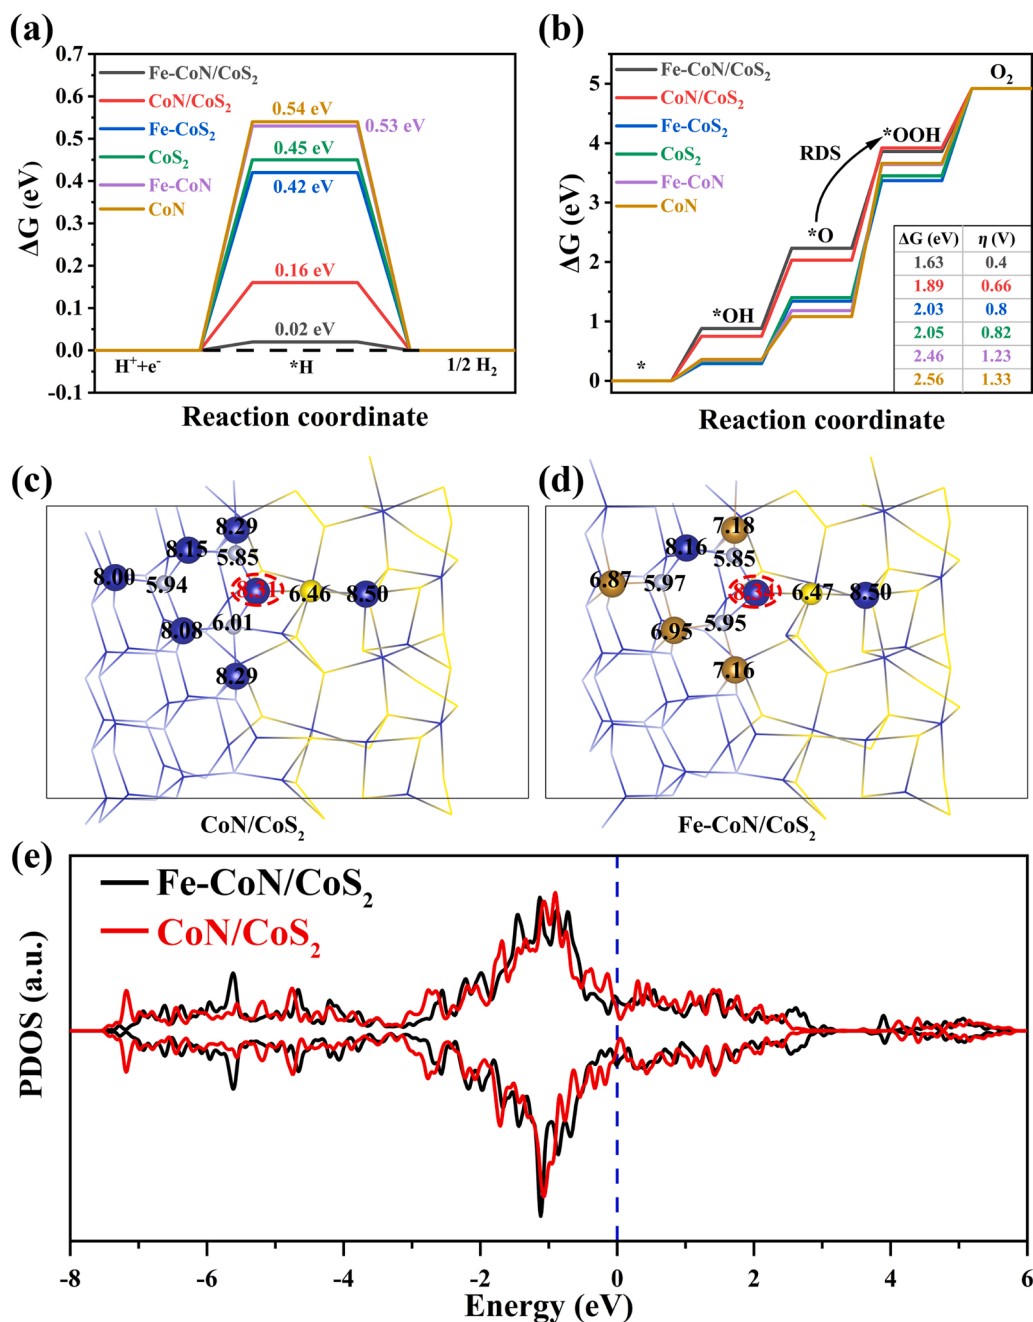 (a)
0.7
0.6
0.5
0.4
0.3
0.2
0.1
0.0
-0.1
ΔG (eV)
Fe-CoN/CoS₂
CoN/CoS₂
Fe-CoS₂
CoS₂
Fe-CoN
CoN
0.54 eV
0.53 eV
0.45 eV
0.42 eV
0.16 eV
0.02 eV
H⁺+e⁻
*H
1/2 H₂
Reaction coordinate
(b)
5
4
3
2
1
0
ΔG (eV)
Fe-CoN/CoS₂
CoN/CoS₂
Fe-CoS₂
CoS₂
Fe-CoN
CoN
O₂
*OOH
RDS
*O
*OH
*
ΔG (eV) η (V)
1.63 0.4
1.89 0.66
2.03 0.8
2.05 0.82
2.46 1.23
2.56 1.33
Reaction coordinate
(c)
8.29
8.15
5.85
8.00
5.94
8.31
6.46
8.50
8.08
6.01
8.29
CoN/CoS₂
(d)
7.18
8.16
5.85
6.87
5.97
8.34
6.47
8.50
6.95
5.95
7.16
Fe-CoN/CoS₂
(e)
Fe-CoN/CoS₂
CoN/CoS₂
PDOS (a.u.)
-8 -6 -4 -2 0 2 4 6
Energy (eV)